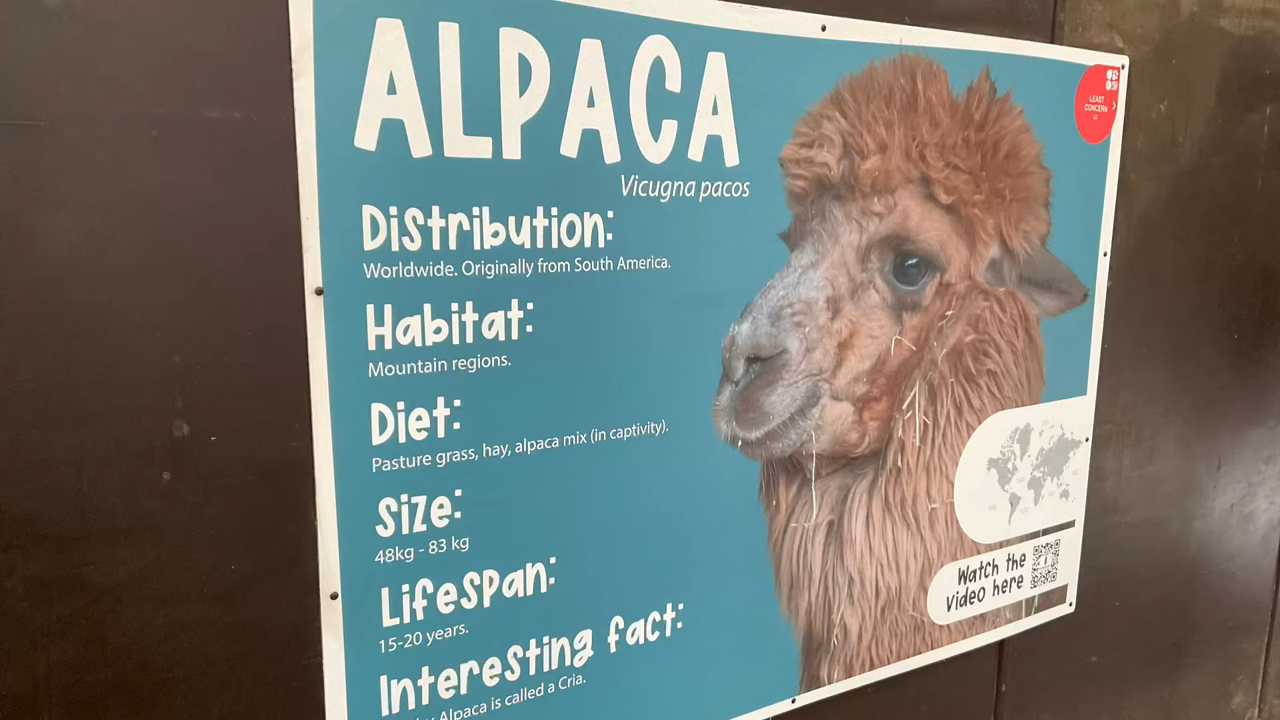 ALPACA
Vicugna pacos
Distribution:
Worldwide. Originally from South America.
Habitat:
Mountain regions.
Diet:
Pasture grass, hay, alpaca mix (in captivity).
Size:
48kg - 83 kg
Lifespan:
15-20 years.
Interesting fact:
Alpaca is called a Cria.
LEAST
CONCERN
LC
Watch the
Video here